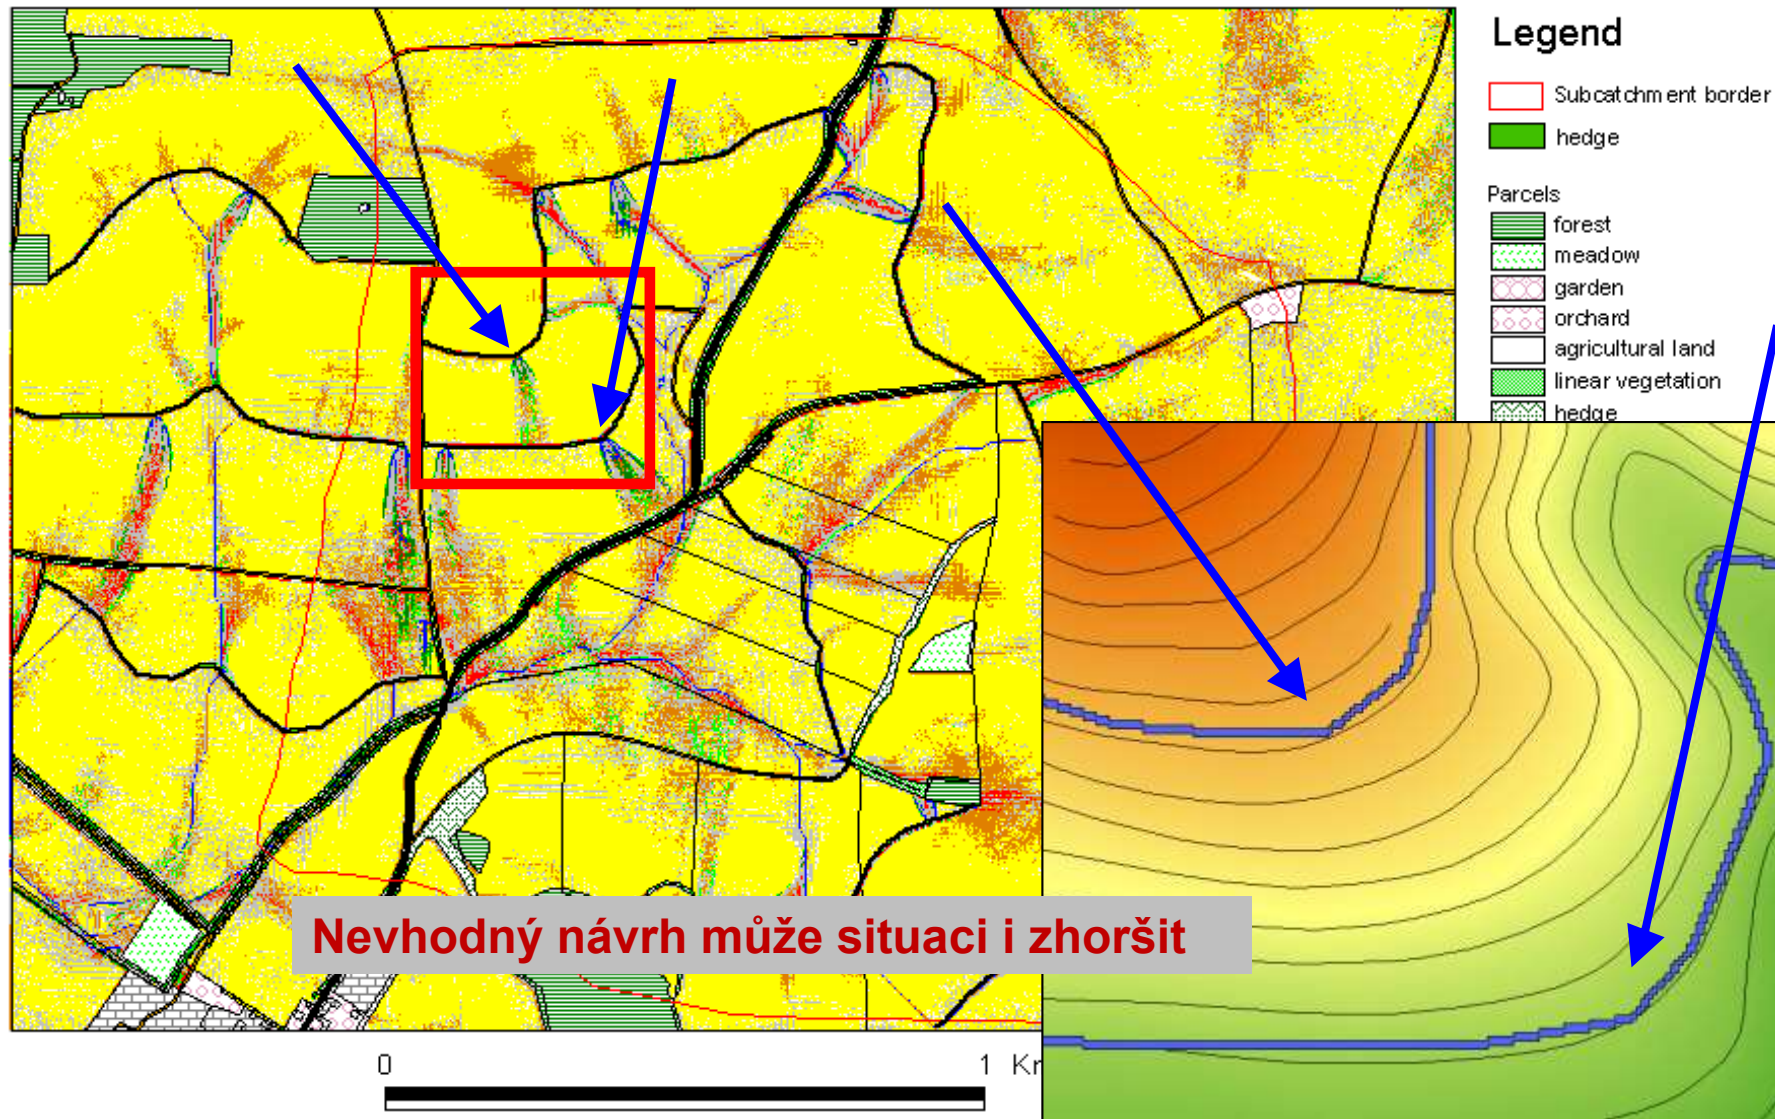 Legend
Subcatchment border
hedge
Parcels
forest
meadow
garden
orchard
agricultural land
linear vegetation
hedge
Nevhodný návrh může situaci i zhoršit
0
1